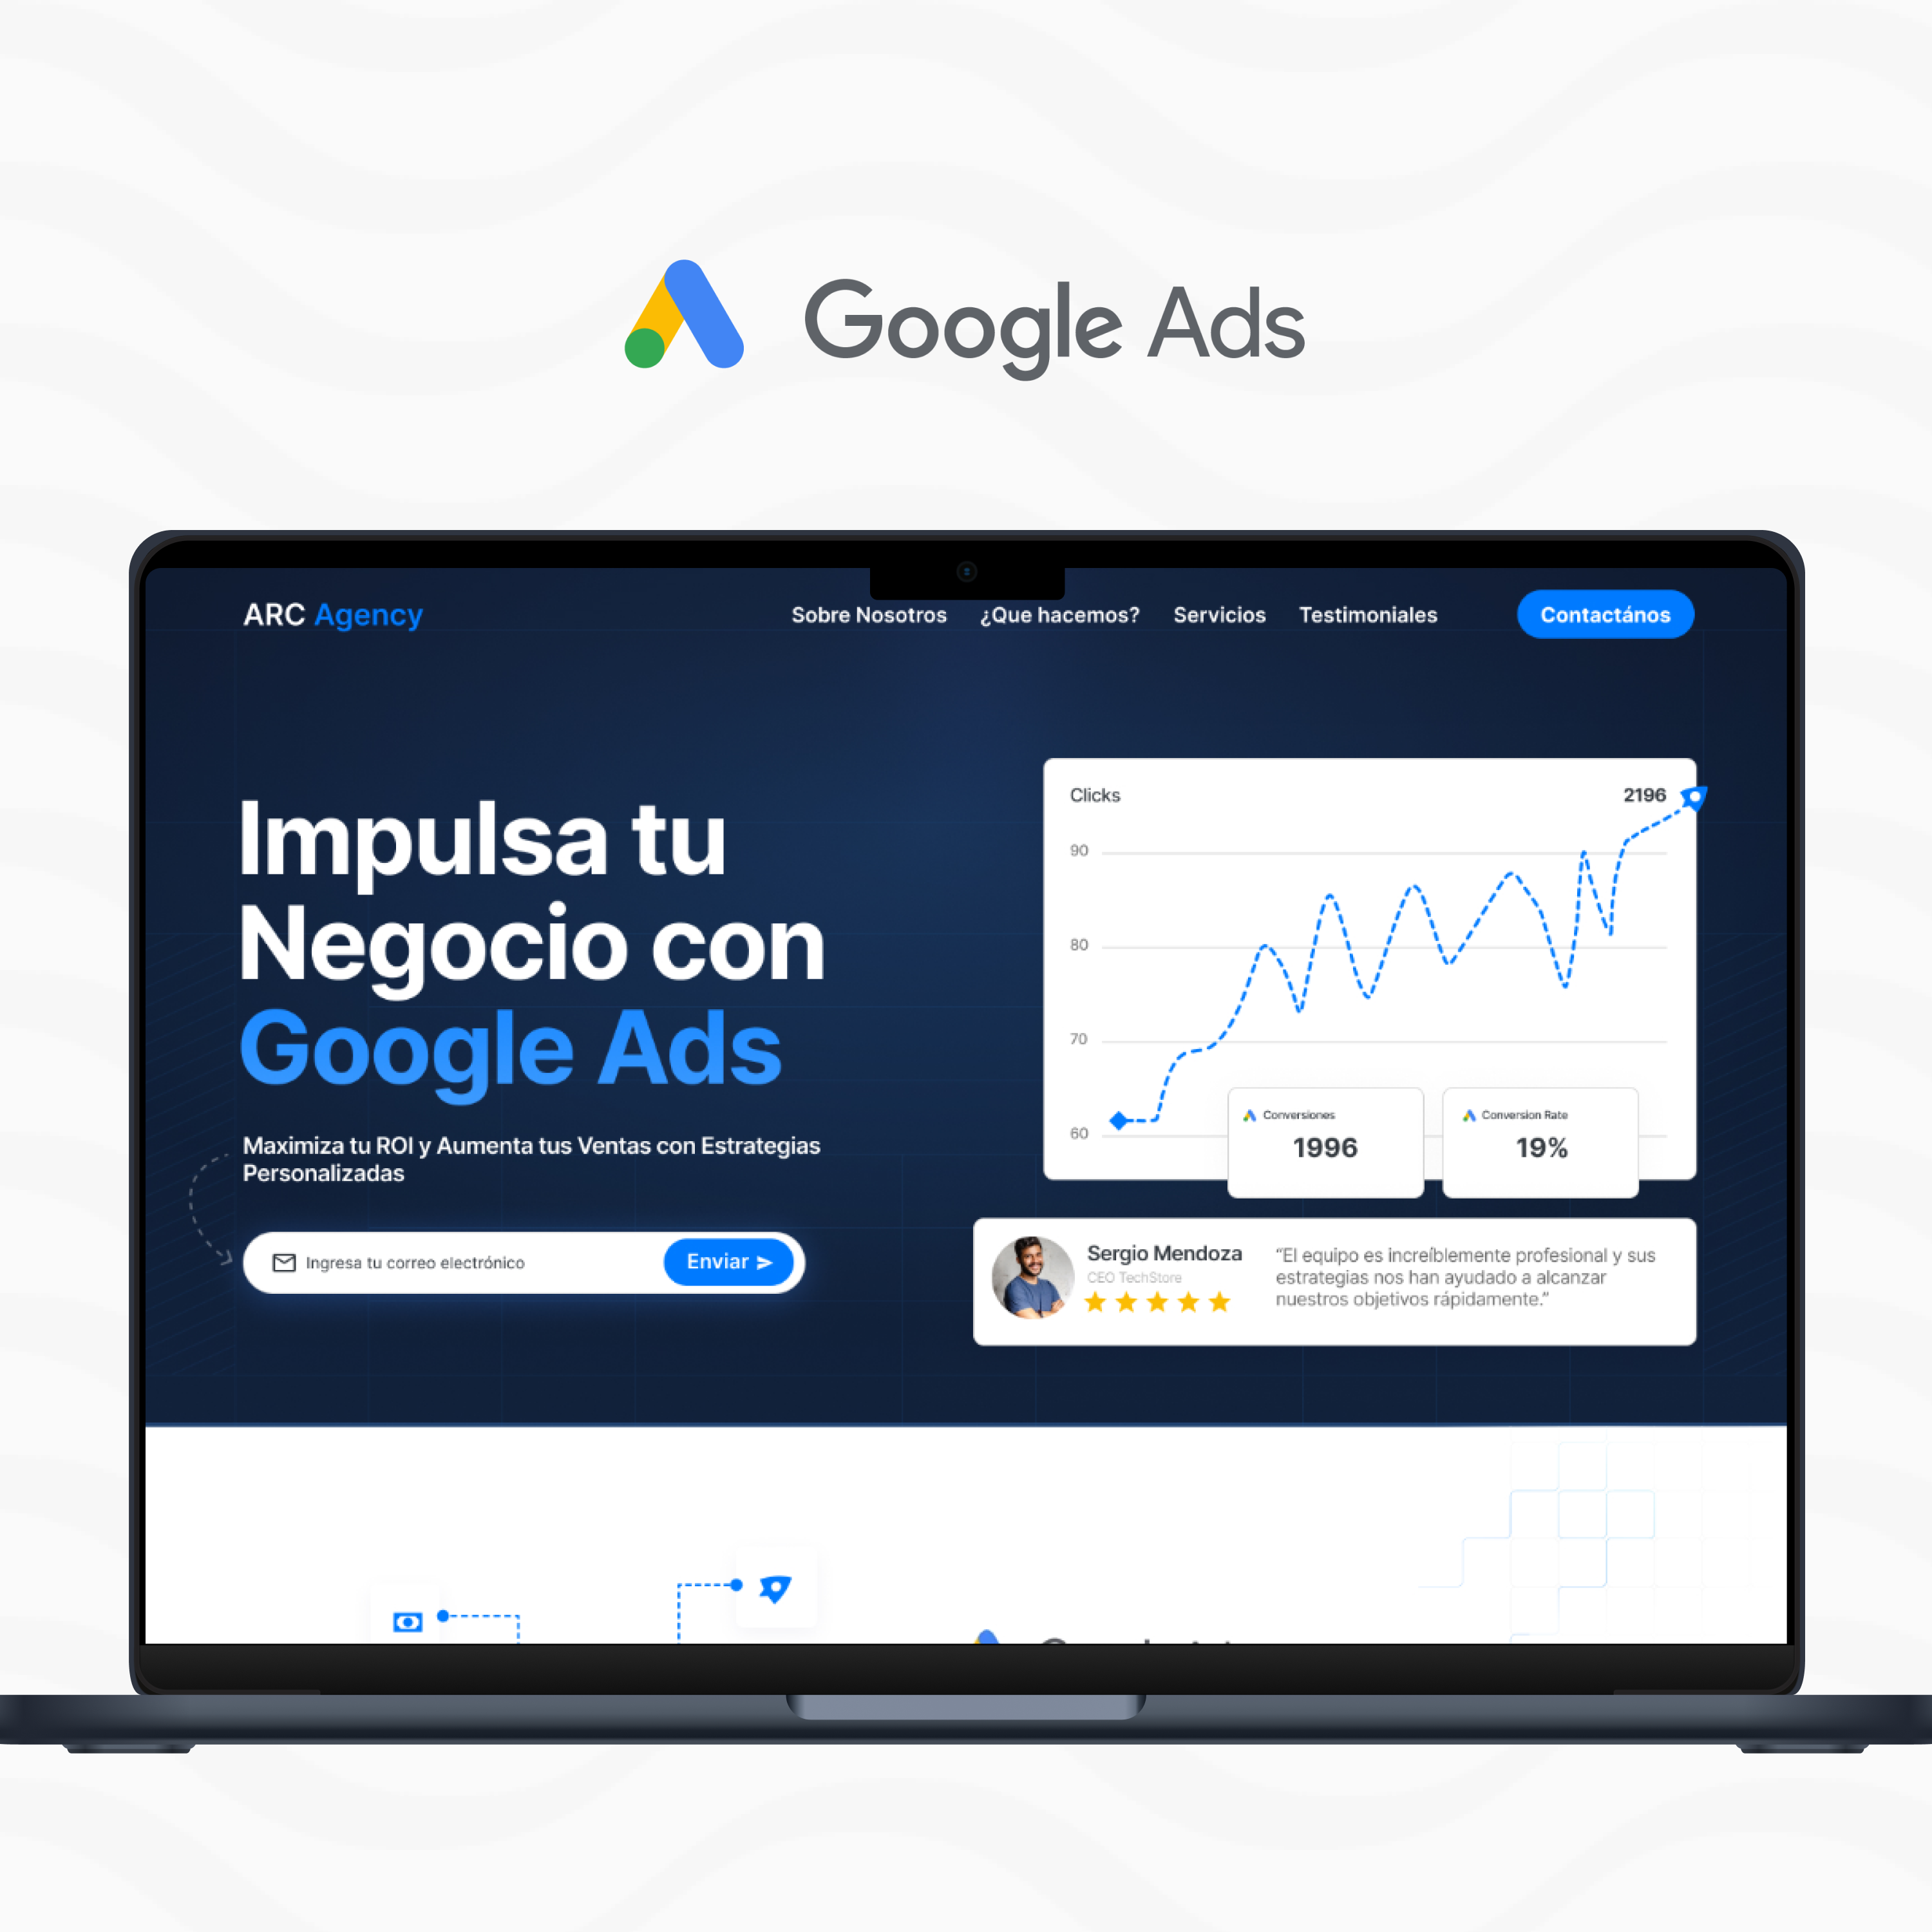 Google Ads
ARC Agency
Sobre Nosotros
¿Que hacemos?
Servicios
Testimoniales
Contactános
Impulsa tu
Negocio con
Google Ads
Maximiza tu ROI y Aumenta tus Ventas con Estrategias
Personalizadas
Ingresa tu correo electrónico
Enviar
Clicks
2196
90
80
70
60
Conversiones
1996
Conversion Rate
19%
Sergio Mendoza
CEO TechStore
“El equipo es increíblemente profesional y sus
estrategias nos han ayudado a alcanzar
nuestros objetivos rápidamente.”